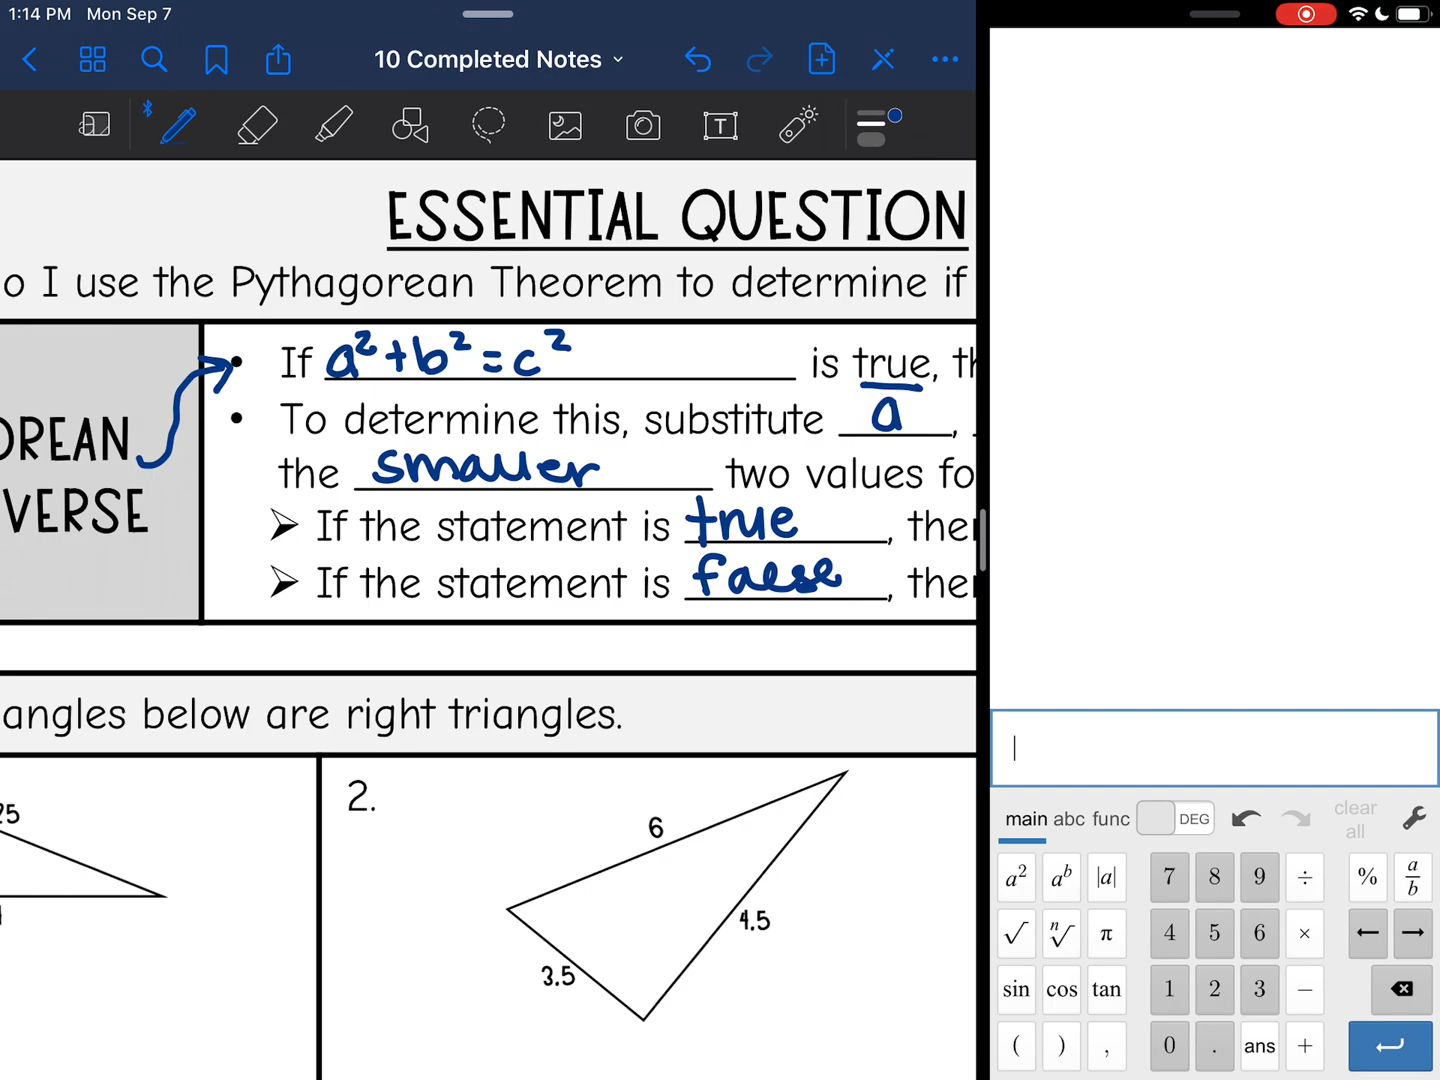 1:14 PM Mon Sep 7
10 Completed Notes
T
ESSENTIAL QUESTION
o I use the Pythagorean Theorem to determine if
OREAN
VERSE
• If a²+b²=c² is true, th
• To determine this, substitute a,
the smaller two values fo
➢ If the statement is true, then
➢ If the statement is false, then
angles below are right triangles.
25
2.
6
4.5
3.5
main abc func DEG clear all
a² aᵇ |a| 7 8 9 ÷ % a/b
√ ⁿ√ π 4 5 6 × ← →
sin cos tan 1 2 3 −
( ) , 0 . ans +